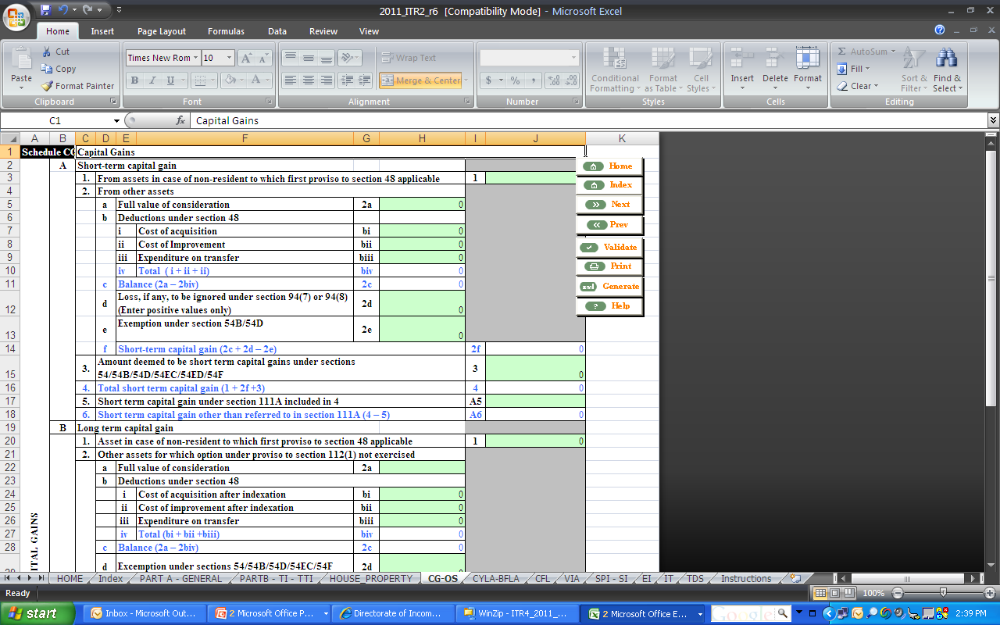 2011_ITR2_r6 [Compatibility Mode] - Microsoft Excel
Home Insert Page Layout Formulas Data Review View
Cut
Copy
Format Painter
Paste
Clipboard
Times New Rom 10
Font
Wrap Text
Merge & Center
Alignment
Number
Conditional Formatting
Format as Table
Cell Styles
Styles
Insert Delete Format
Cells
AutoSum
Fill
Clear
Sort & Filter
Find & Select
Editing
C1 fx Capital Gains
A B C D E F G H I J K
1 Schedule CG Capital Gains
2 A Short-term capital gain
3 1. From assets in case of non-resident to which first proviso to section 48 applicable 1
4 2. From other assets
5 a Full value of consideration 2a 0
6 b Deductions under section 48
7 i Cost of acquisition bi 0
8 ii Cost of Improvement bii 0
9 iii Expenditure on transfer biii 0
10 iv Total ( i + ii + ii) biv 0
11 c Balance (2a – 2biv) 2c 0
12 d Loss, if any, to be ignored under section 94(7) or 94(8)
(Enter positive values only) 2d 0
13 e Exemption under section 54B/54D 2e 0
14 f Short-term capital gain (2c + 2d – 2e) 2f 0
15 3. Amount deemed to be short term capital gains under sections
54/54B/54D/54EC/54ED/54F 3 0
16 4. Total short term capital gain (1 + 2f +3) 4 0
17 5. Short term capital gain under section 111A included in 4 A5
18 6. Short term capital gain other than referred to in section 111A (4 – 5) A6 0
19 B Long term capital gain
20 1. Asset in case of non-resident to which first proviso to section 48 applicable 1 0
21 2. Other assets for which option under proviso to section 112(1) not exercised
22 a Full value of consideration 2a
23 b Deductions under section 48
24 i Cost of acquisition after indexation bi 0
25 ii Cost of improvement after indexation bii 0
26 iii Expenditure on transfer biii 0
27 iv Total (bi + bii +biii) biv 0
28 c Balance (2a – 2biv) 2c 0
d Excemption under sections 54/54B/54D/54EC/54F 2d
ITAL GAINS
Home
Index
Next
Prev
Validate
Print
xml Generate
? Help
HOME Index PART A - GENERAL PARTB - TI - TTI HOUSE_PROPERTY CG-OS CYLA-BFLA CFL VIA SPI - SI EI IT TDS Instructions
Ready 100%
start Inbox - Microsoft Out... 2 Microsoft Office P... Directorate of Incom... WinZip - ITR4_2011_... 2 Microsoft Office E... Google 2:39 PM